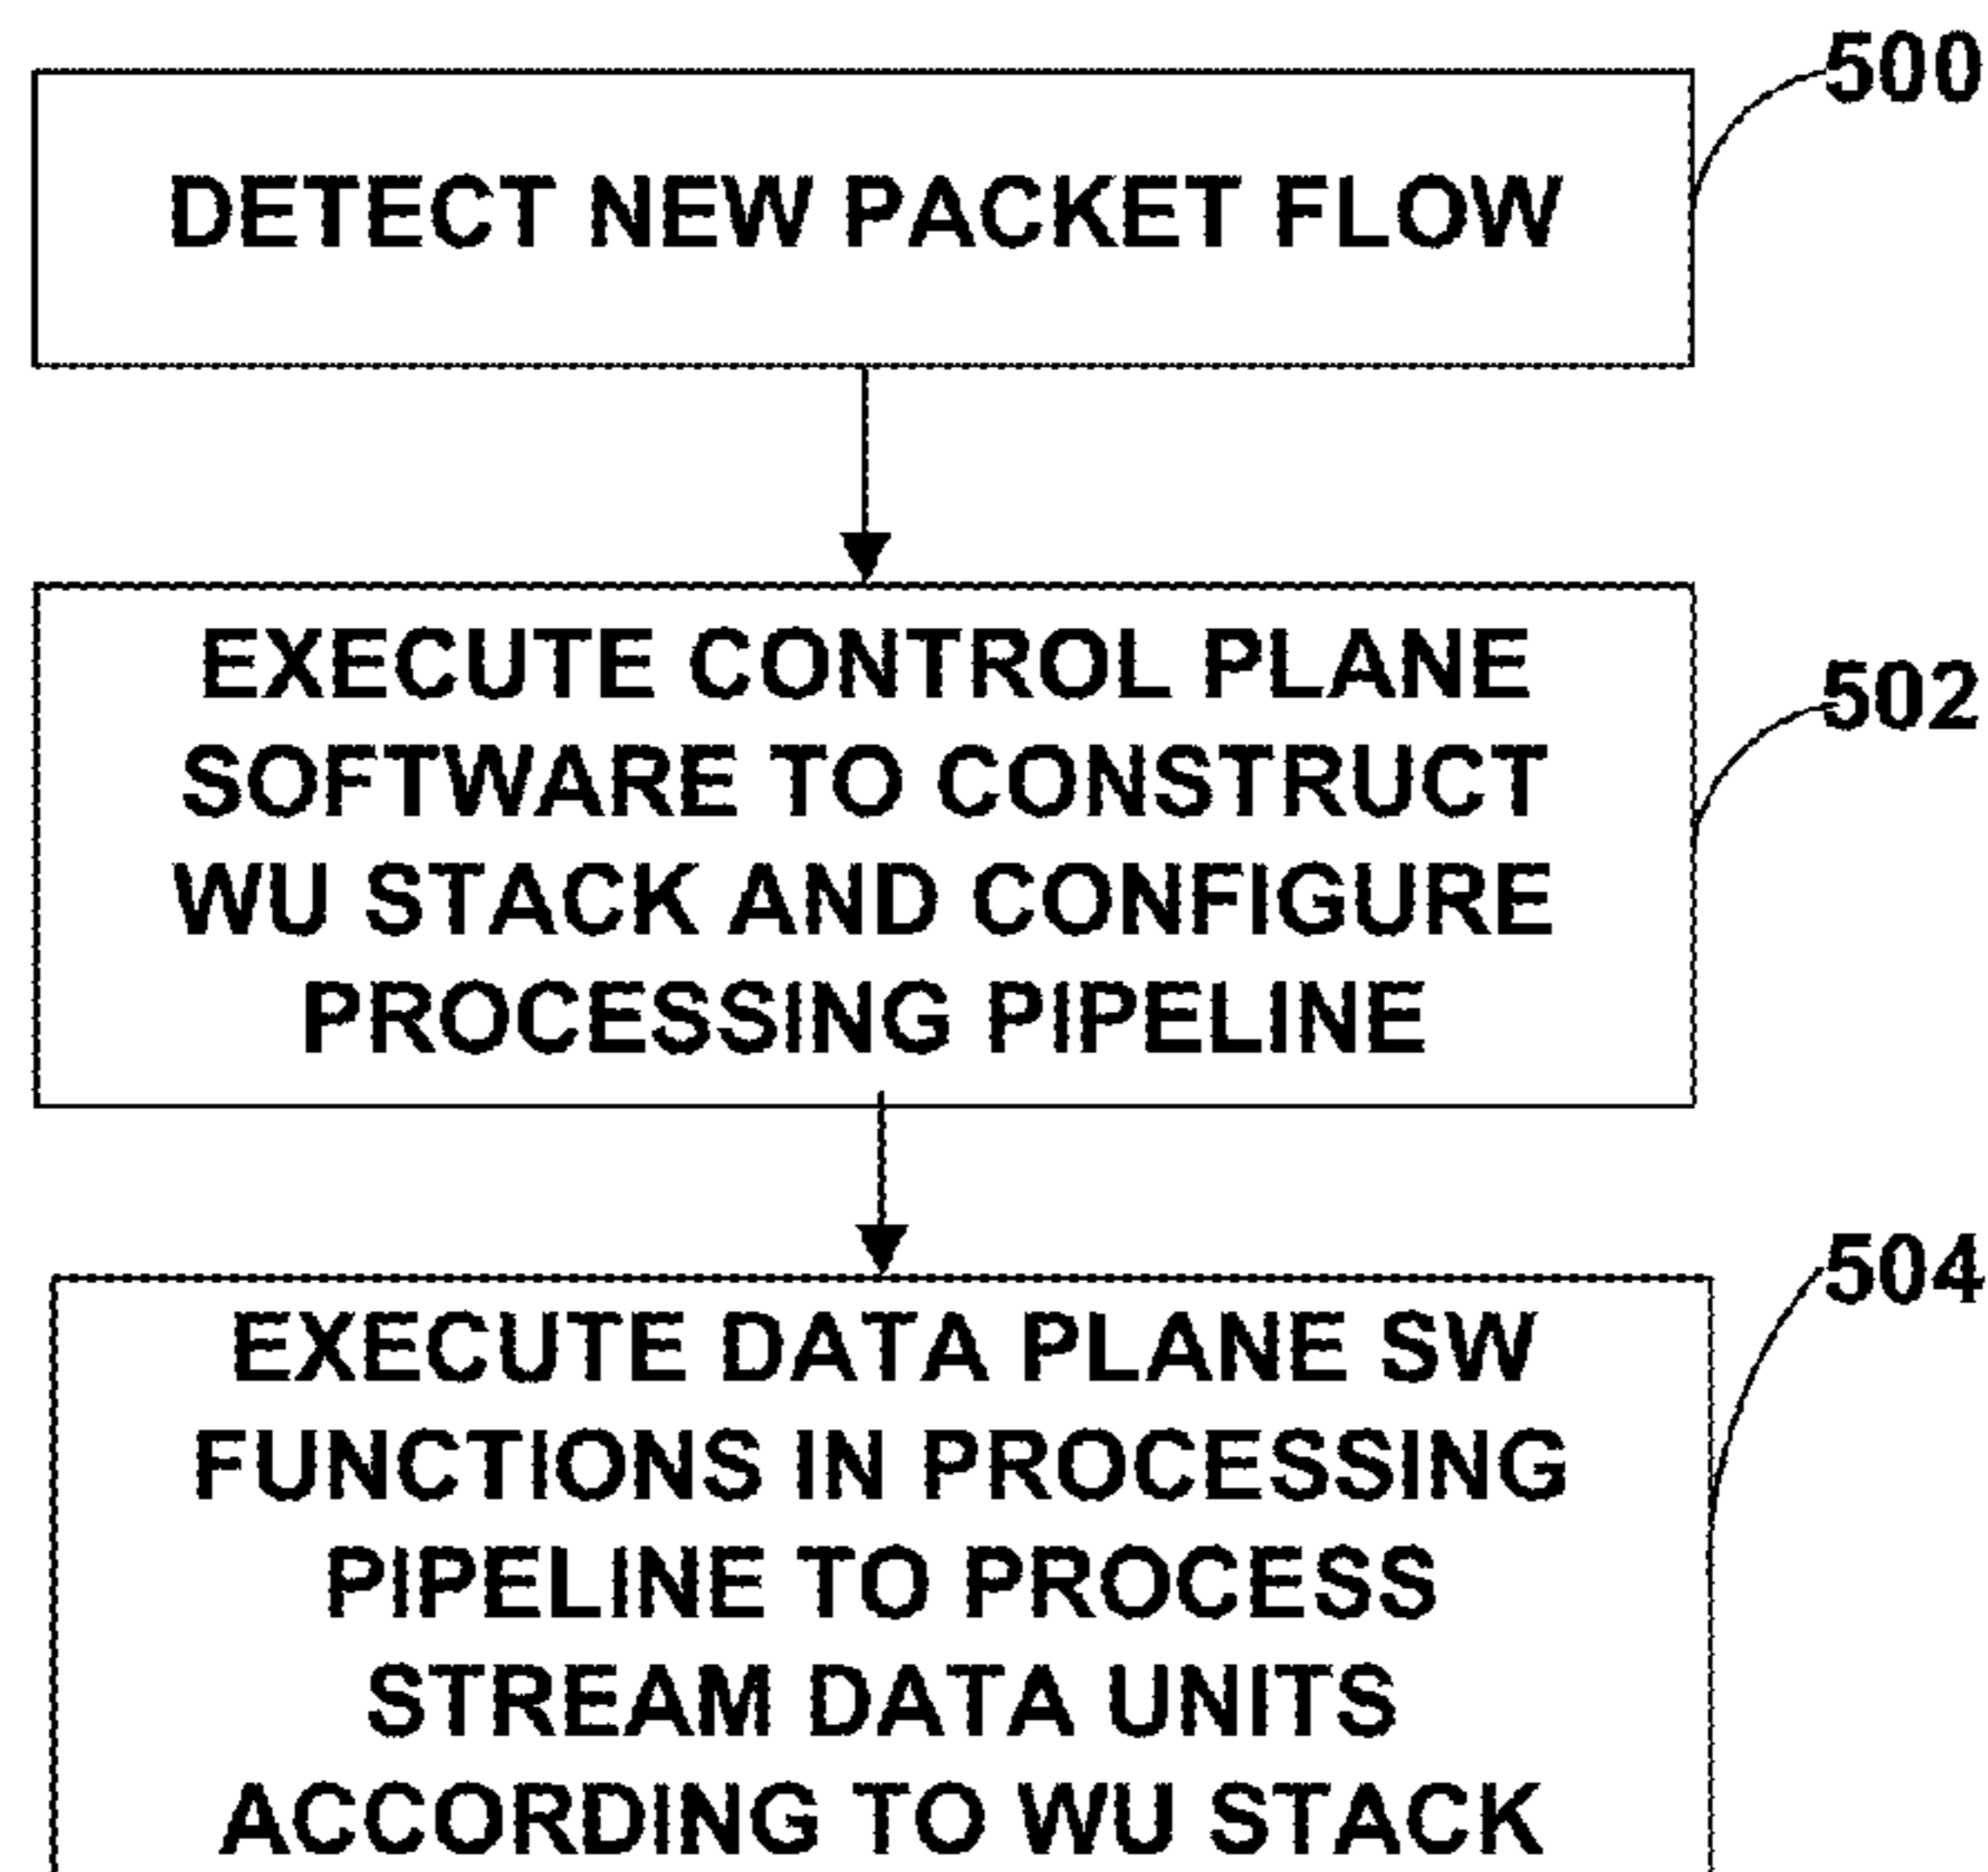 500
DETECT NEW PACKET FLOW
EXECUTE CONTROL PLANE
SOFTWARE TO CONSTRUCT
WU STACK AND CONFIGURE
PROCESSING PIPELINE
502
504
EXECUTE DATA PLANE SW
FUNCTIONS IN PROCESSING
PIPELINE TO PROCESS
STREAM DATA UNITS
ACCORDING TO WU STACK